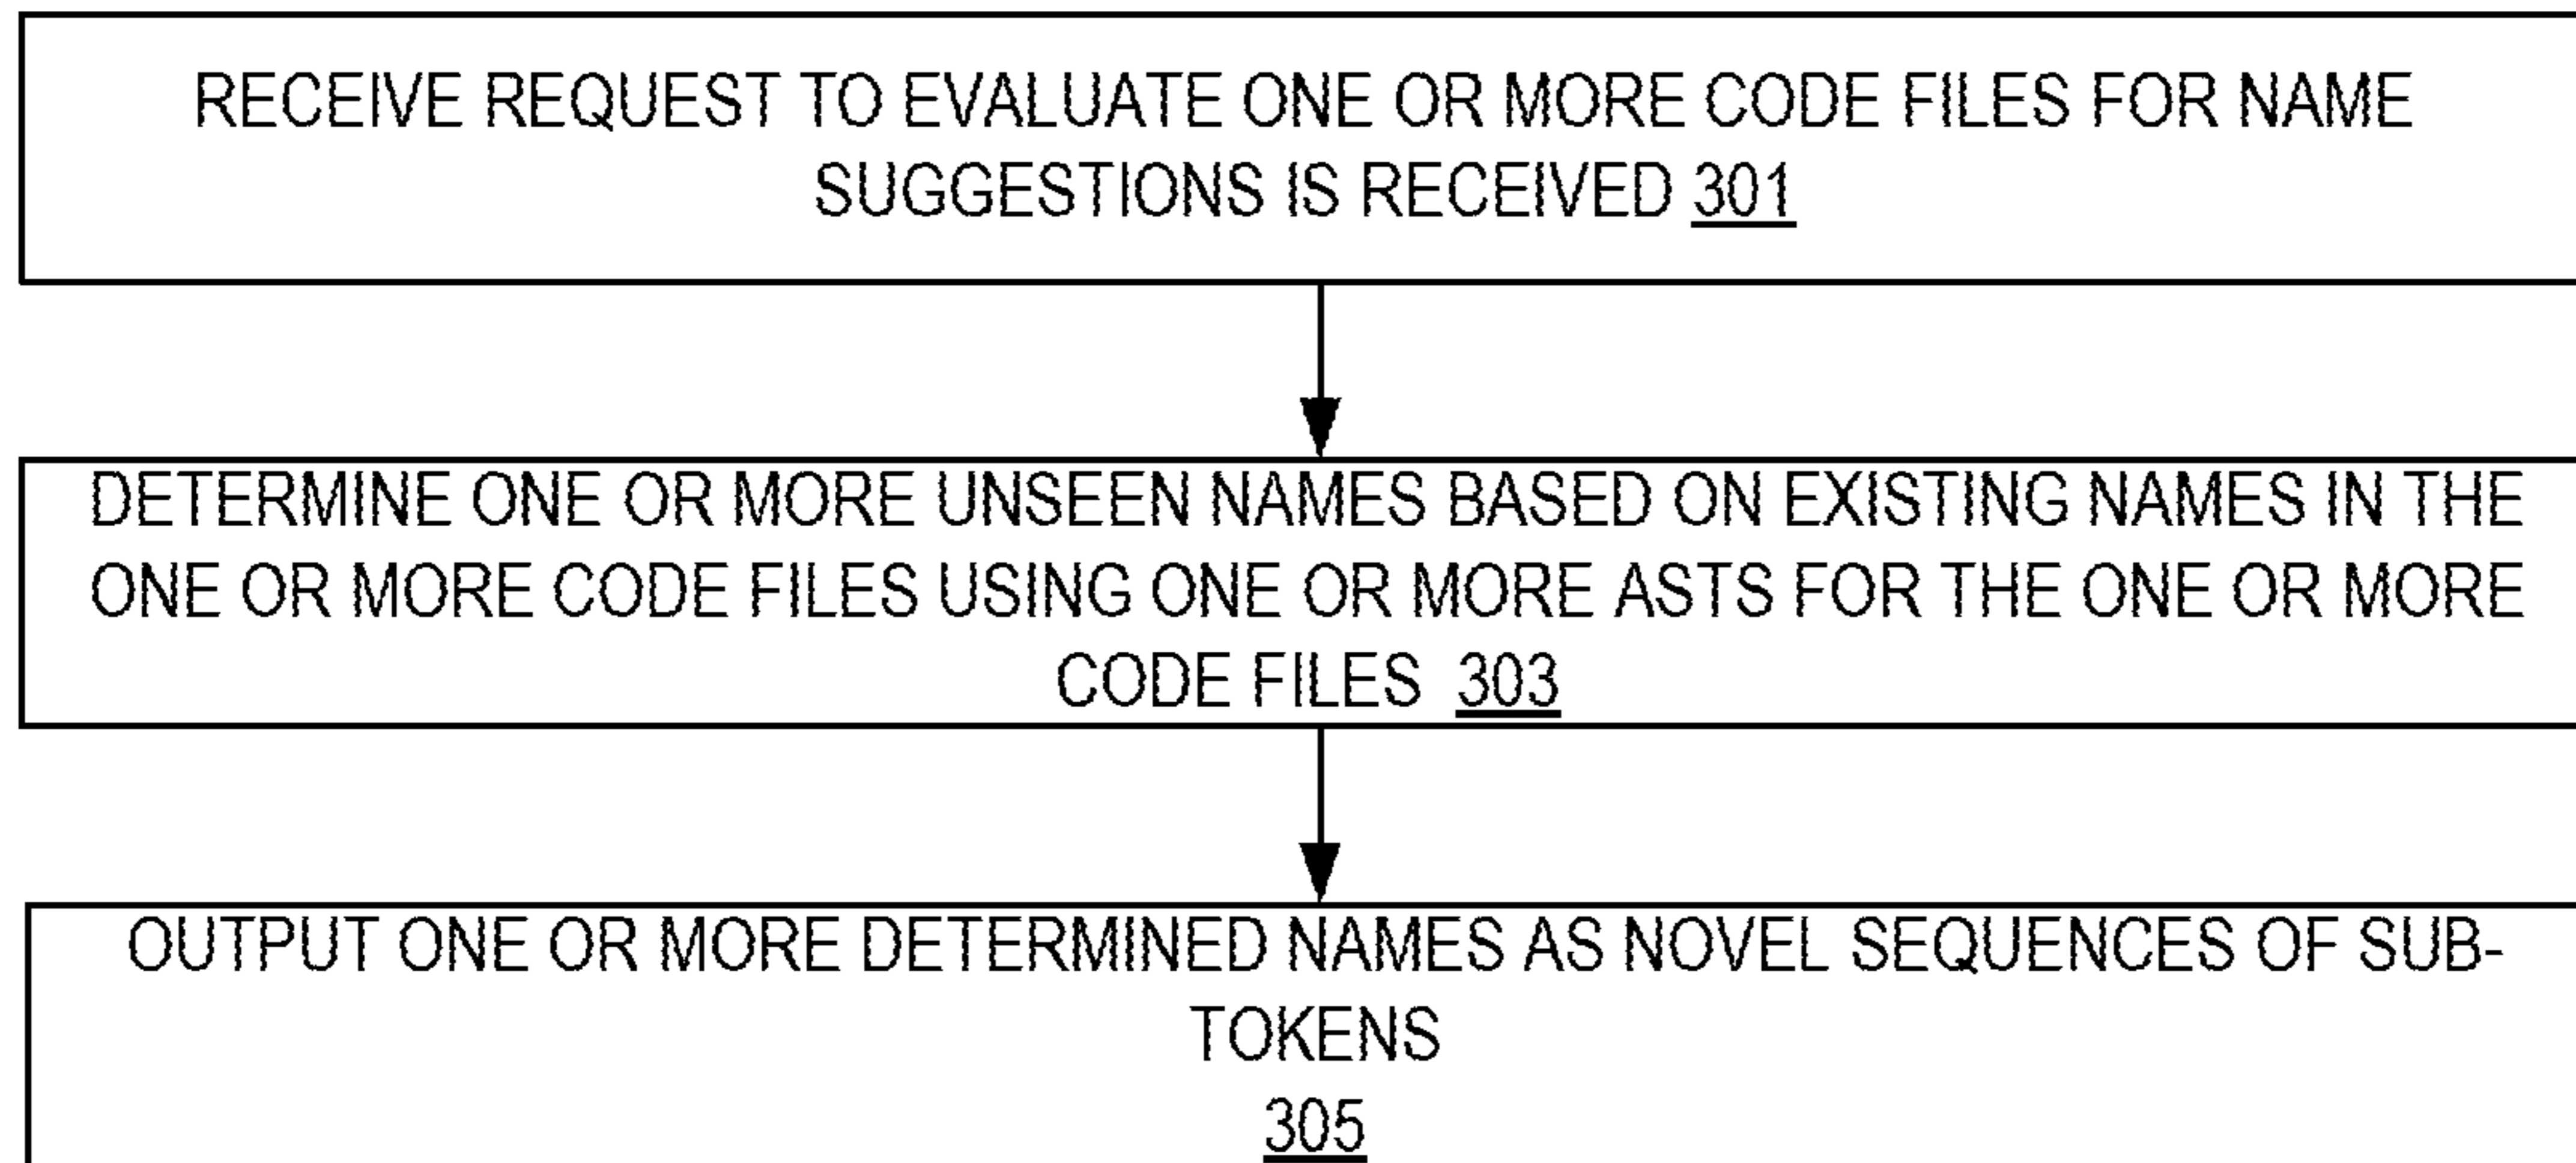 RECEIVE REQUEST TO EVALUATE ONE OR MORE CODE FILES FOR NAME
SUGGESTIONS IS RECEIVED 301
DETERMINE ONE OR MORE UNSEEN NAMES BASED ON EXISTING NAMES IN THE
ONE OR MORE CODE FILES USING ONE OR MORE ASTS FOR THE ONE OR MORE
CODE FILES 303
OUTPUT ONE OR MORE DETERMINED NAMES AS NOVEL SEQUENCES OF SUB-
TOKENS
305